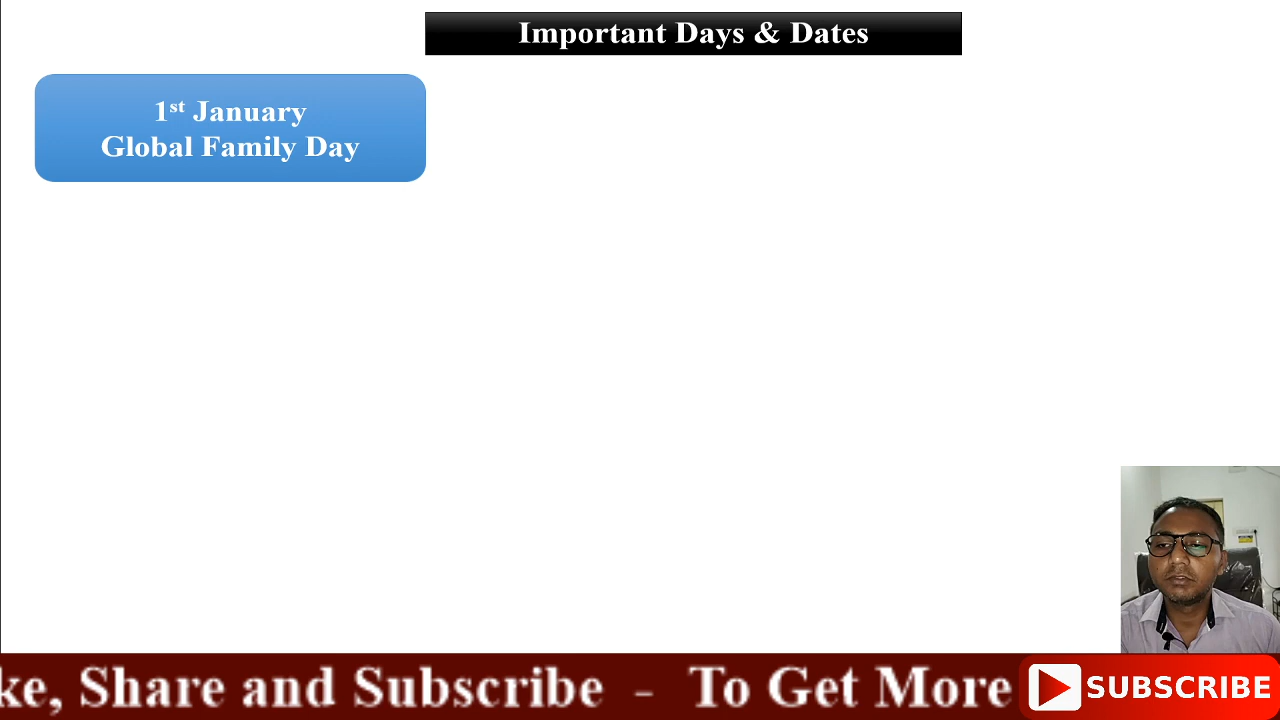 Important Days & Dates
1st January
Global Family Day
ke, Share and Subscribe - To Get More
SUBSCRIBE